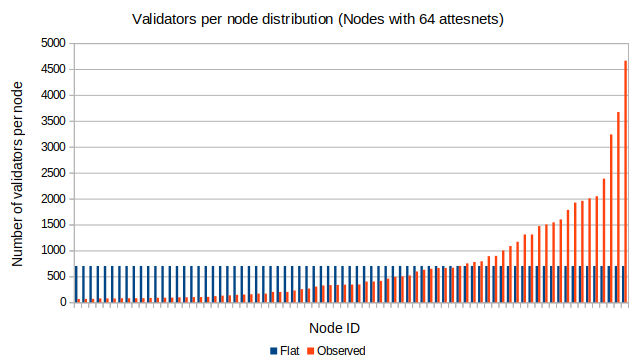 Validators per node distribution (Nodes with 64 attesnets)
5000
4500
4000
3500
3000
2500
2000
1500
1000
500
0
Number of validators per node
Node ID
Flat Observed